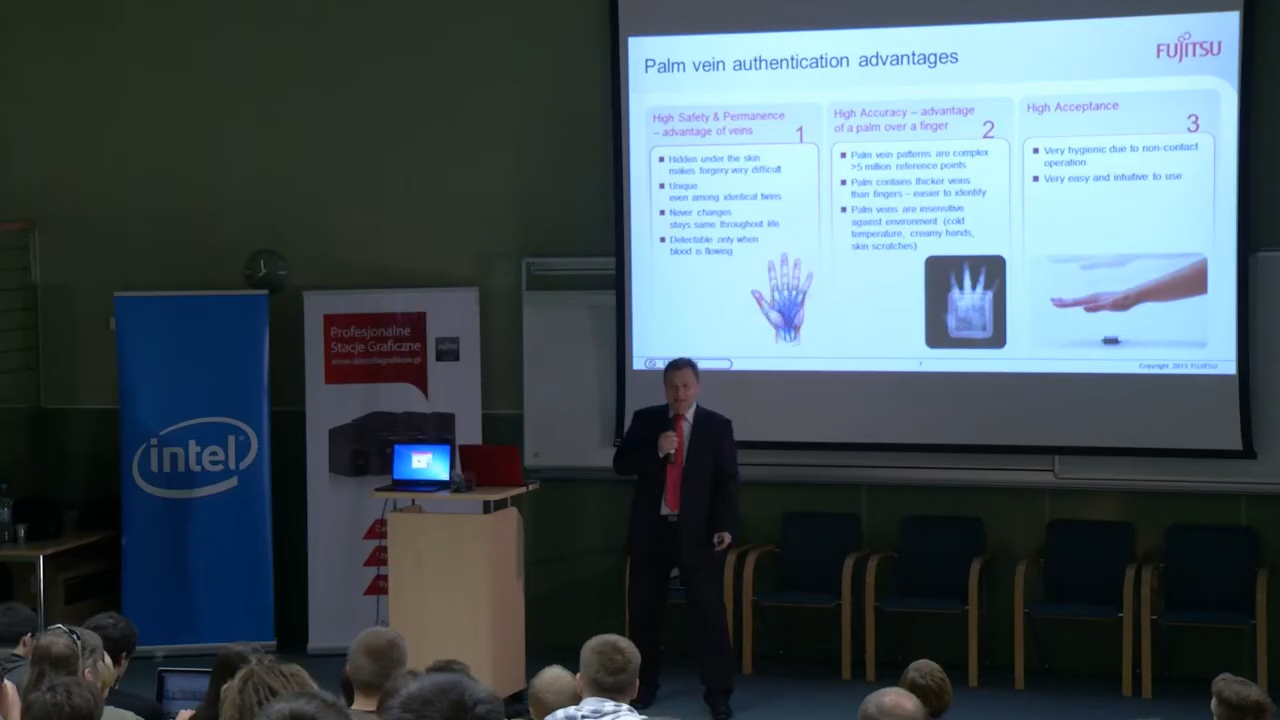 Palm vein authentication advantages
FUJITSU
High Safety & Permanence
– advantage of veins
1
■ Hidden under the skin
makes forgery very difficult
■ Unique
even among identical twins
■ Never changes
stays same throughout life
■ Detectable only when
blood is flowing
High Accuracy – advantage
of a palm over a finger
2
■ Palm vein patterns are complex
>5 million reference points
■ Palm contains thicker veins
than fingers – easier to identify
■ Palm veins are insensitive
against environment (cold
temperature, creamy hands,
skin scratches)
High Acceptance
3
■ Very hygienic due to non-contact
operation
■ Very easy and intuitive to use
Copyright 2013 FUJITSU
intel
Profesjonalne
Stacje Graficzne